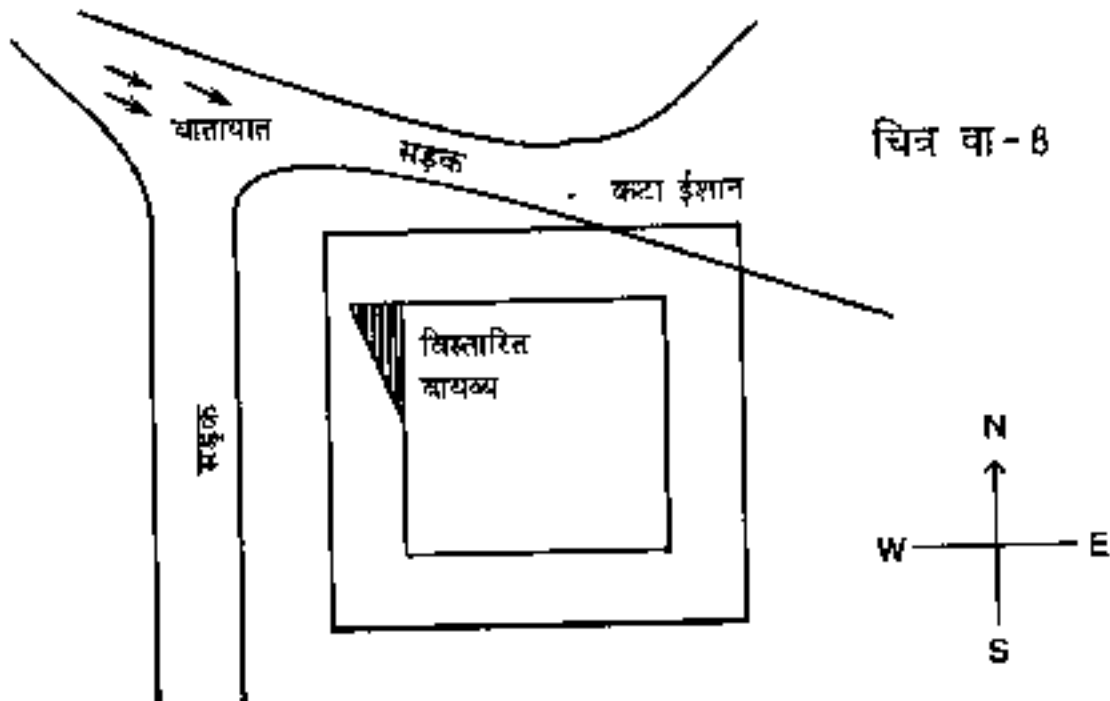 यातायात
सड़क
चित्र वा-8
कटा ईशान
विस्तारित
वायव्य
सड़क
N
W
E
S